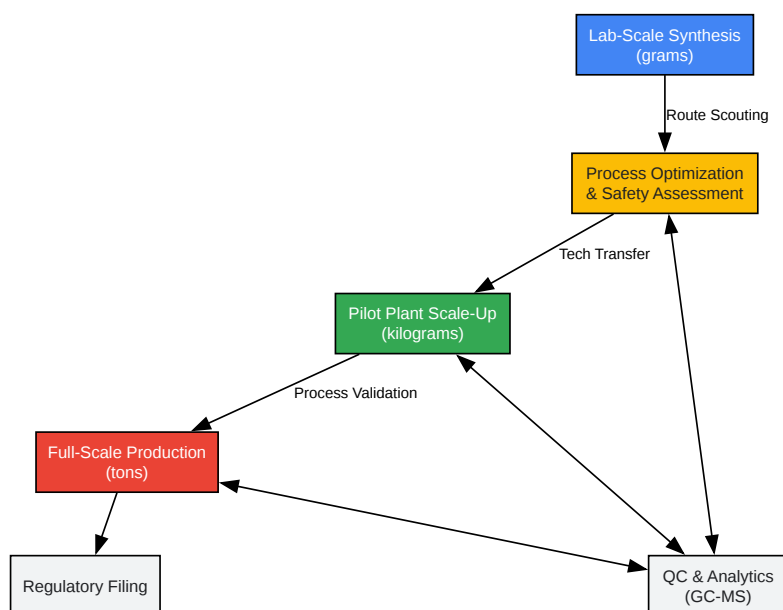 Lab-Scale Synthesis
(grams)
Route Scouting
Process Optimization
& Safety Assessment
Tech Transfer
Pilot Plant Scale-Up
(kilograms)
Process Validation
Full-Scale Production
(tons)
Regulatory Filing
QC & Analytics
(GC-MS)